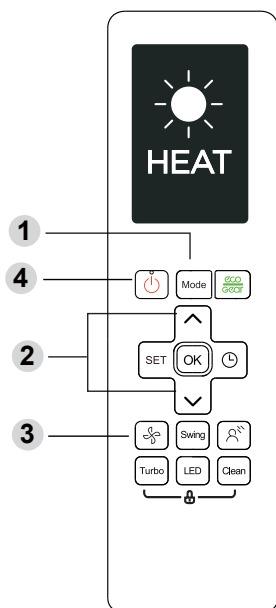 HEAT
1
4
Mode
eco
Gear
2
SET
OK
3
Swing
Turbo
LED
Clean